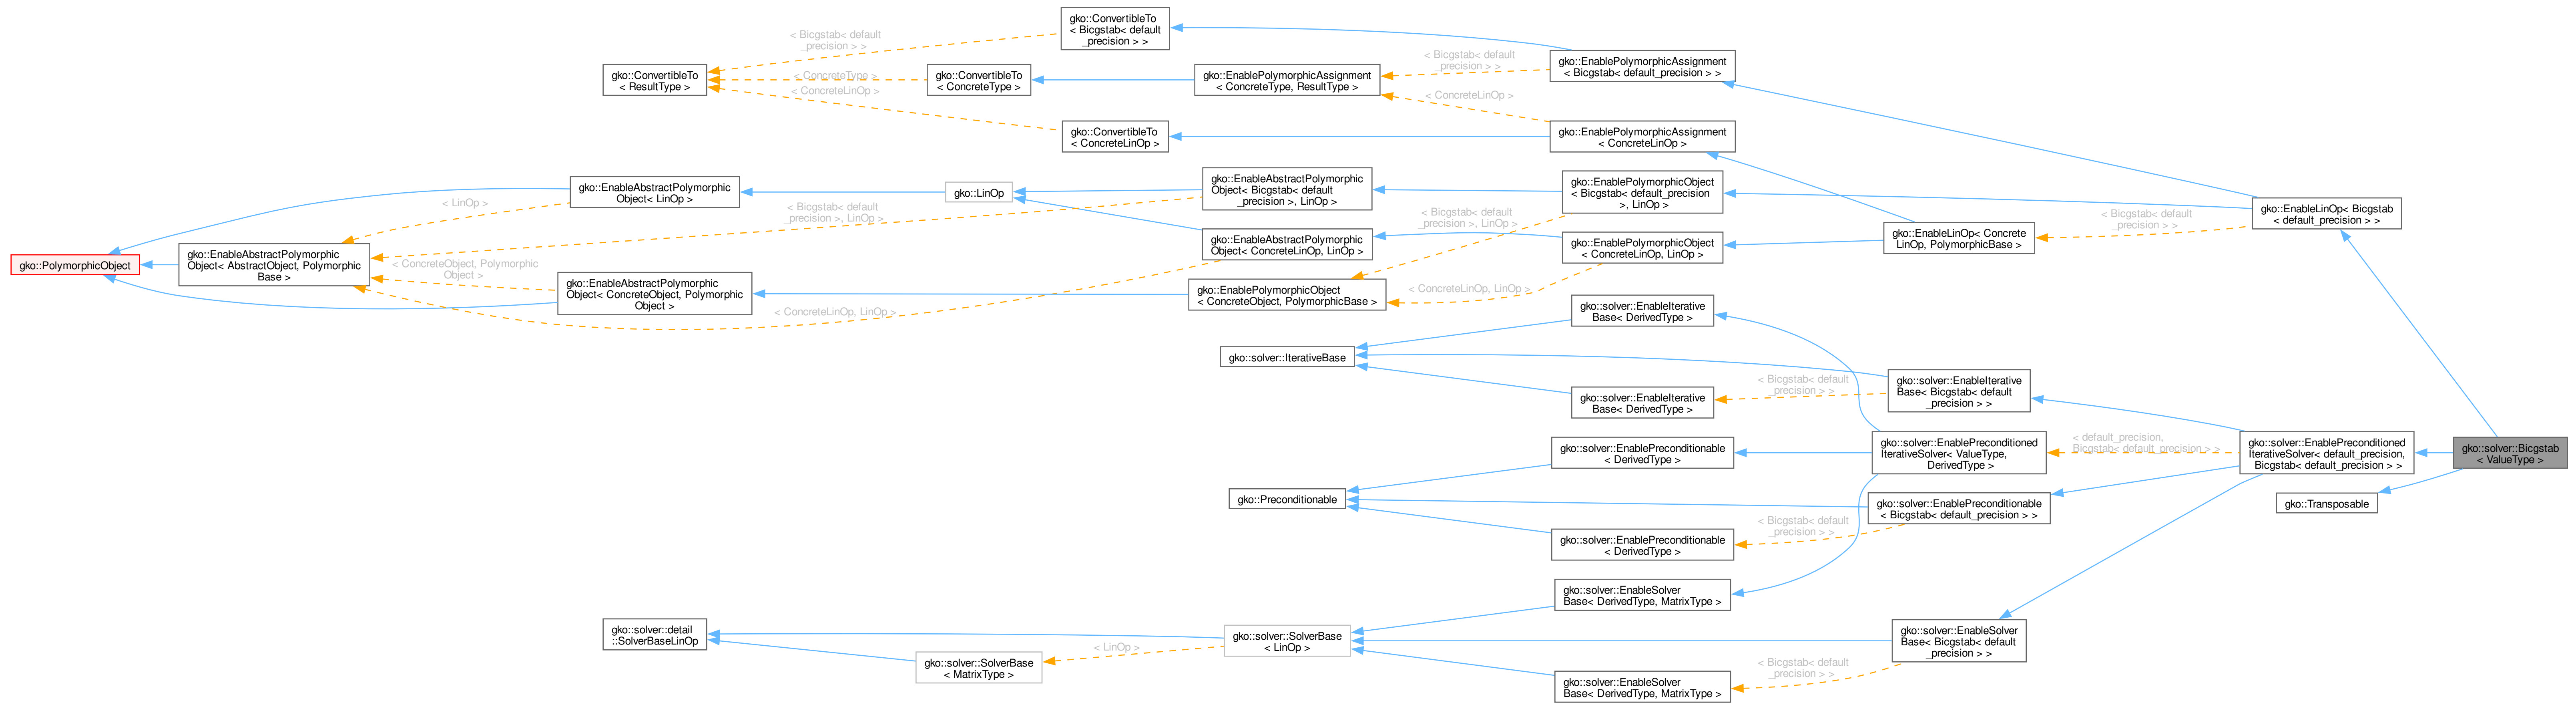 gko::ConvertibleTo
< Bicgstab< default
_precision > >
< Bicgstab< default
_precision > >
gko::ConvertibleTo
< ResultType >
< ConcreteType >
gko::ConvertibleTo
< ConcreteType >
gko::EnablePolymorphicAssignment
< ConcreteType, ResultType >
< Bicgstab< default
_precision > >
gko::EnablePolymorphicAssignment
< Bicgstab< default_precision > >
< ConcreteLinOp >
gko::ConvertibleTo
< ConcreteLinOp >
< ConcreteLinOp >
gko::EnablePolymorphicAssignment
< ConcreteLinOp >
gko::EnableAbstractPolymorphic
Object< LinOp >
gko::LinOp
gko::EnableAbstractPolymorphic
Object< Bicgstab< default
_precision >, LinOp >
gko::EnablePolymorphicObject
< Bicgstab< default_precision
>, LinOp >
gko::EnableLinOp< Bicgstab
< default_precision > >
< LinOp >
< Bicgstab< default
_precision >, LinOp >
< Bicgstab< default
_precision >, LinOp >
< Bicgstab< default
_precision > >
gko::EnableLinOp< Concrete
LinOp, PolymorphicBase >
gko::PolymorphicObject
gko::EnableAbstractPolymorphic
Object< AbstractObject, Polymorphic
Base >
< ConcreteObject, Polymorphic
Object >
gko::EnableAbstractPolymorphic
Object< ConcreteLinOp, LinOp >
gko::EnablePolymorphicObject
< ConcreteLinOp, LinOp >
gko::EnableAbstractPolymorphic
Object< ConcreteObject, Polymorphic
Object >
gko::EnablePolymorphicObject
< ConcreteObject, PolymorphicBase >
< ConcreteLinOp, LinOp >
< ConcreteLinOp, LinOp >
gko::solver::EnableIterative
Base< DerivedType >
gko::solver::IterativeBase
gko::solver::EnableIterative
Base< DerivedType >
< Bicgstab< default
_precision > >
gko::solver::EnableIterative
Base< Bicgstab< default
_precision > >
gko::solver::EnablePreconditionable
< DerivedType >
gko::solver::EnablePreconditioned
IterativeSolver< ValueType,
DerivedType >
< default_precision,
Bicgstab< default_precision > >
gko::solver::EnablePreconditioned
IterativeSolver< default_precision,
Bicgstab< default_precision > >
gko::solver::Bicgstab
< ValueType >
gko::Preconditionable
gko::solver::EnablePreconditionable
< Bicgstab< default_precision > >
gko::Transposable
< Bicgstab< default
_precision > >
gko::solver::EnablePreconditionable
< DerivedType >
gko::solver::EnableSolver
Base< DerivedType, MatrixType >
gko::solver::detail
::SolverBaseLinOp
gko::solver::SolverBase
< LinOp >
gko::solver::EnableSolver
Base< Bicgstab< default
_precision > >
gko::solver::SolverBase
< MatrixType >
< LinOp >
< Bicgstab< default
_precision > >
gko::solver::EnableSolver
Base< DerivedType, MatrixType >